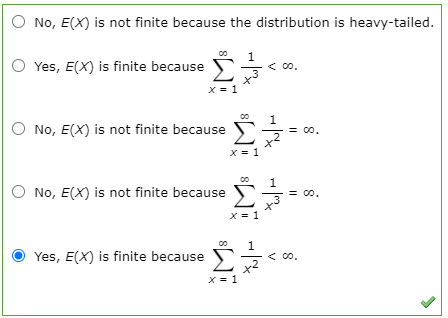 No, E(X) is not finite because the distribution is heavy-tailed.
Yes, E(X) is finite because ∞ ∑ x = 1 1/x³ < ∞.
No, E(X) is not finite because ∞ ∑ x = 1 1/x² = ∞.
No, E(X) is not finite because ∞ ∑ x = 1 1/x³ = ∞.
Yes, E(X) is finite because ∞ ∑ x = 1 1/x² < ∞.